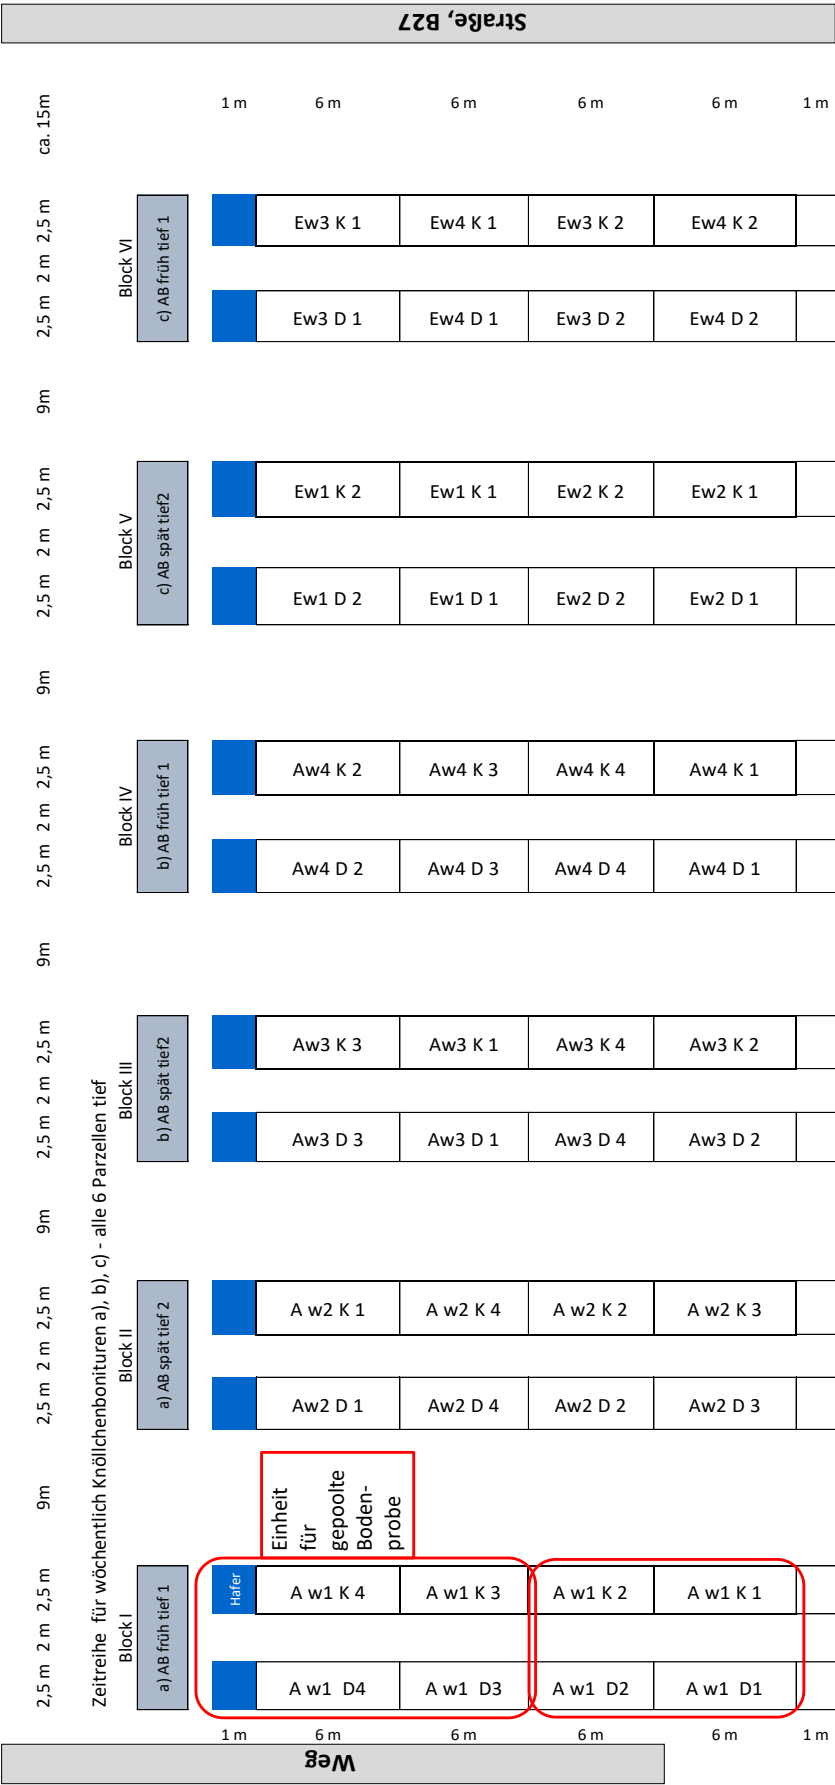 Straße, B27
1 m
6 m
6 m
6 m
6 m
1 m
ca. 15m
2,5 m 2 m 2,5 m
Block VI
c) AB früh tief 1
Ew3 K 1
Ew4 K 1
Ew3 K 2
Ew4 K 2
Ew3 D 1
Ew4 D 1
Ew3 D 2
Ew4 D 2
9m
2,5 m 2 m 2,5 m
Block V
c) AB spät tief2
Ew1 K 2
Ew1 K 1
Ew2 K 2
Ew2 K 1
Ew1 D 2
Ew1 D 1
Ew2 D 2
Ew2 D 1
9m
2,5 m 2 m 2,5 m
Block IV
b) AB früh tief 1
Aw4 K 2
Aw4 K 3
Aw4 K 4
Aw4 K 1
Aw4 D 2
Aw4 D 3
Aw4 D 4
Aw4 D 1
9m
2,5 m 2 m 2,5 m
Block III
b) AB spät tief2
Aw3 K 3
Aw3 K 1
Aw3 K 4
Aw3 K 2
Aw3 D 3
Aw3 D 1
Aw3 D 4
Aw3 D 2
9m
Zeitreihe für wöchentlich Knöllchenbonituren a), b), c) - alle 6 Parzellen tief
2,5 m 2 m 2,5 m
Block II
a) AB spät tief 2
A w2 K 1
A w2 K 4
A w2 K 2
A w2 K 3
Aw2 D 1
Aw2 D 4
Aw2 D 2
Aw2 D 3
9m
Einheit
für
gepoolte
Boden-
probe
2,5 m 2 m 2,5 m
Block I
a) AB früh tief 1
Hafer
A w1 K 4
A w1 K 3
A w1 K 2
A w1 K 1
A w1 D4
A w1 D3
A w1 D2
A w1 D1
1 m
6 m
6 m
6 m
6 m
1 m
Weg